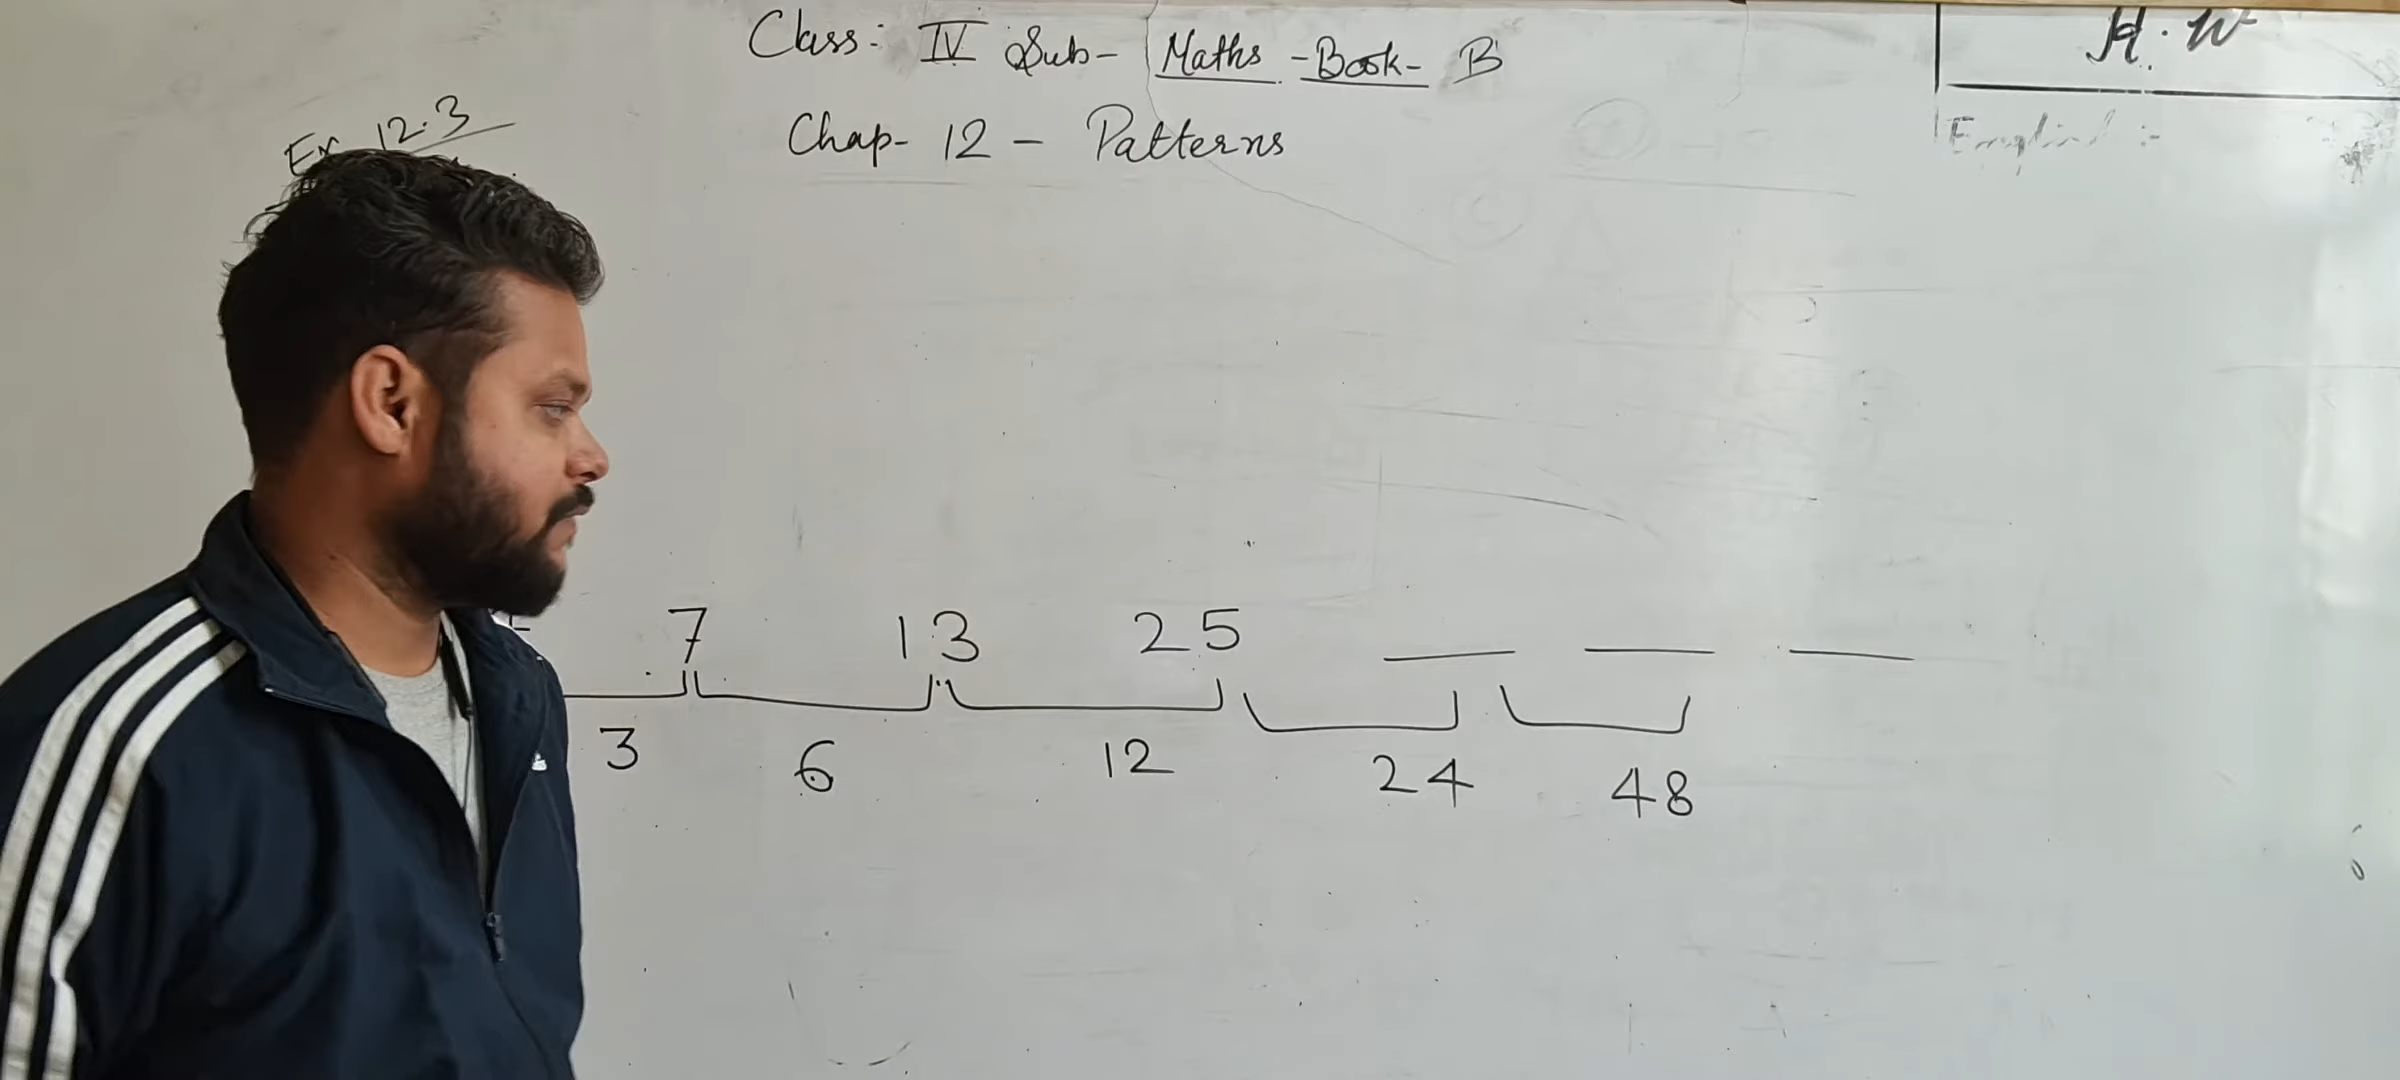 Class: IV Sub- Maths -Book- B
H.W
Ex 12.3
Chap- 12 - Patterns
English :-
7 13 25
3 6 12 24 48